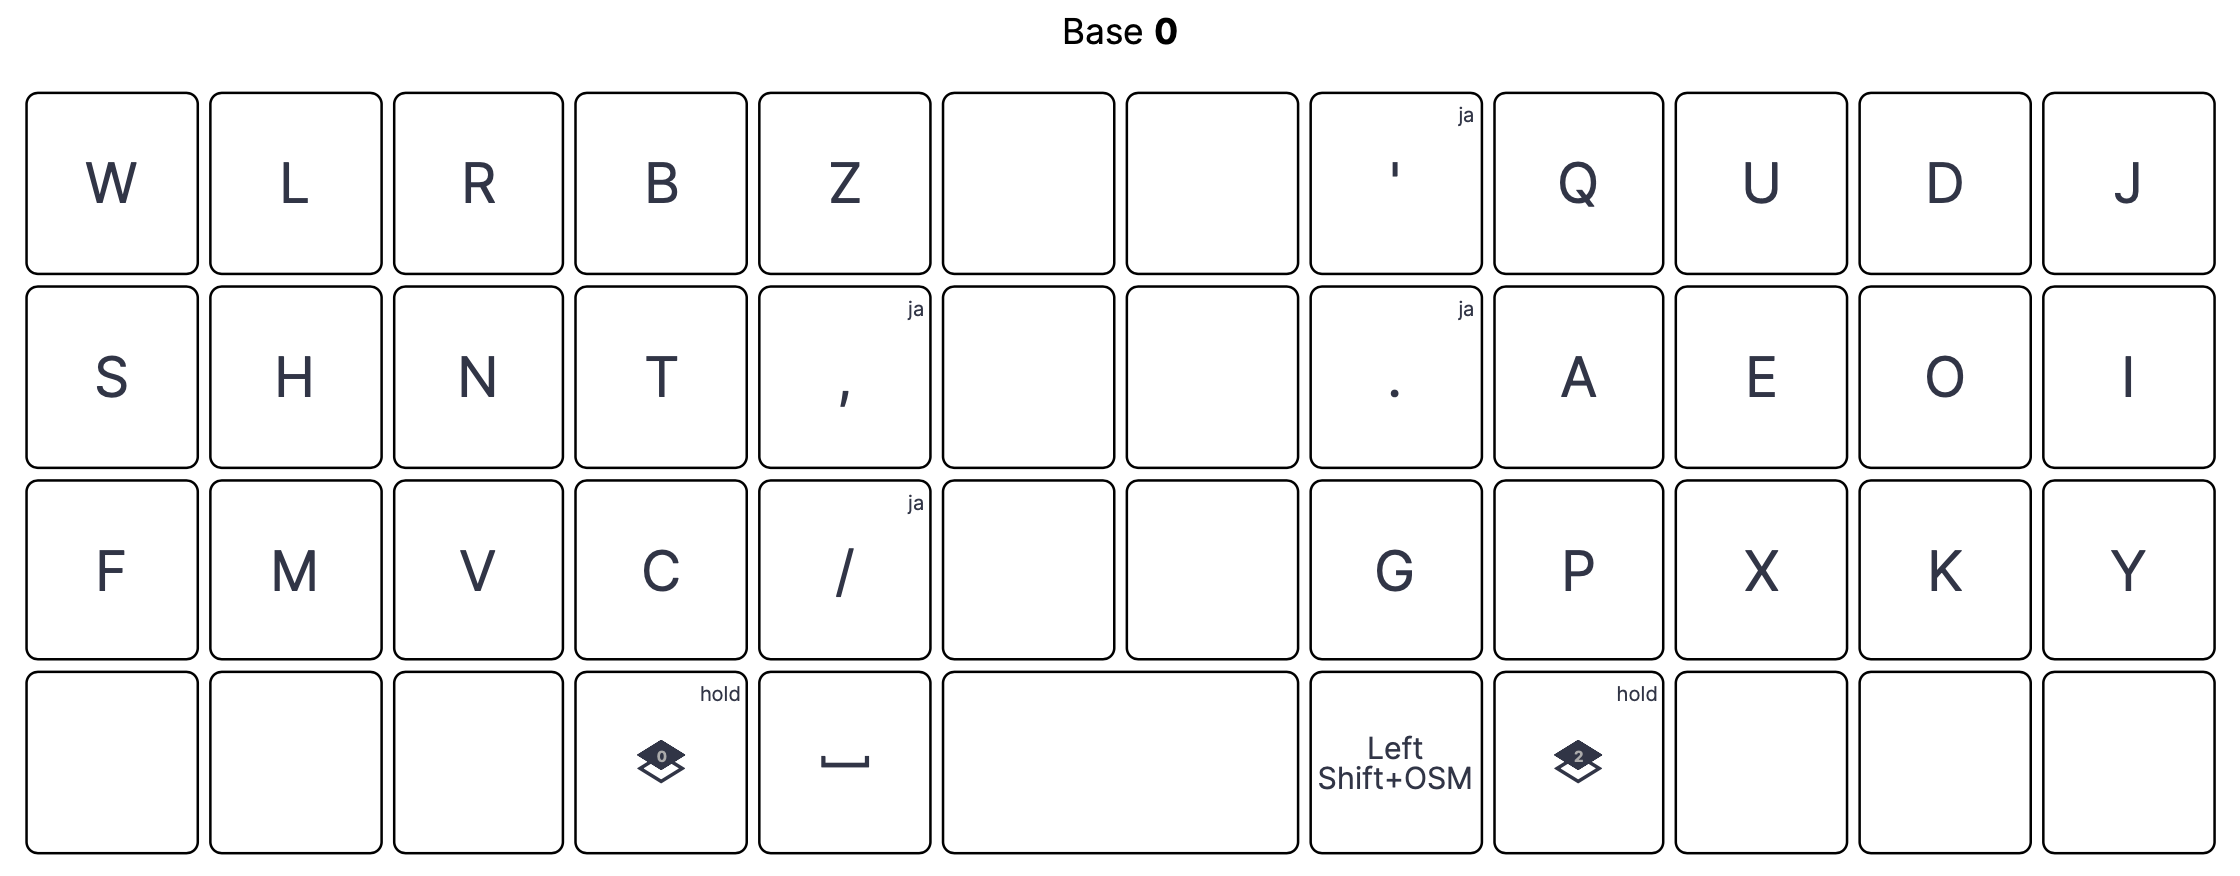 Base 0
W L R B Z ' ja Q U D J
S H N T , ja . ja A E O I
F M V C / ja G P X K Y
hold 0 ⎵ Left Shift+OSM hold 2